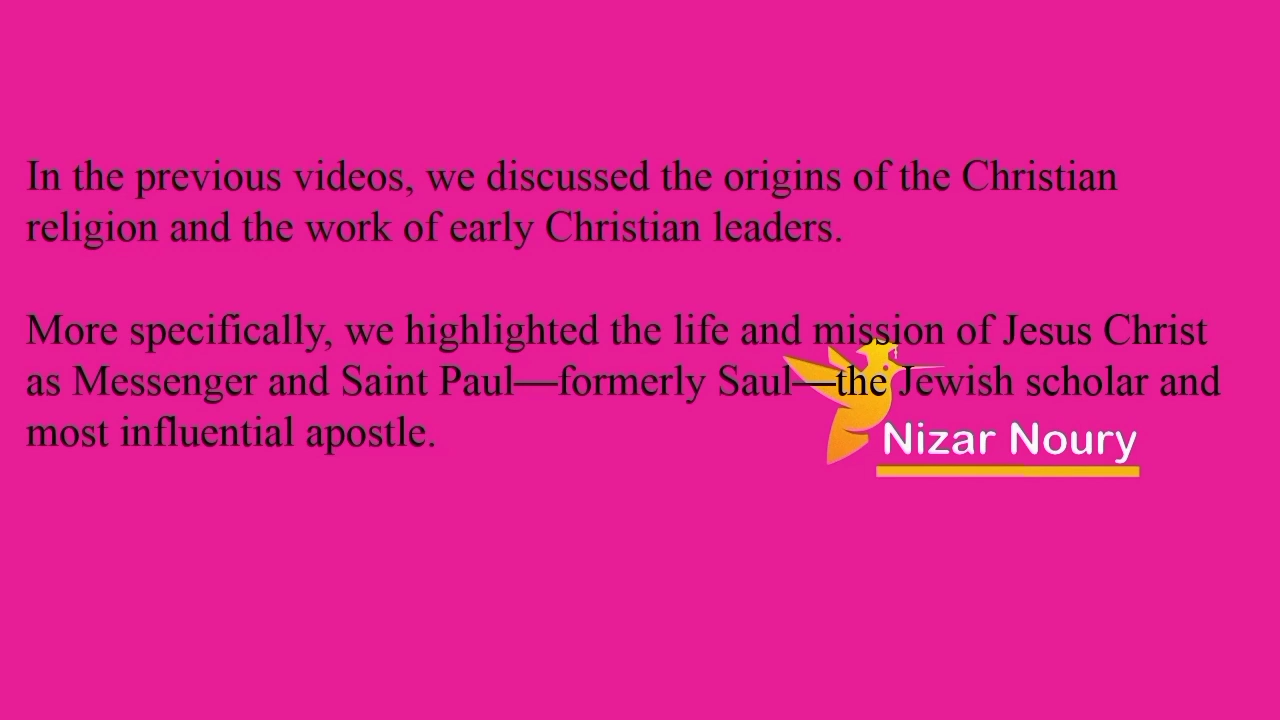 In the previous videos, we discussed the origins of the Christian
religion and the work of early Christian leaders.
More specifically, we highlighted the life and mission of Jesus Christ
as Messenger and Saint Paul—formerly Saul—the Jewish scholar and
most influential apostle.
Nizar Noury